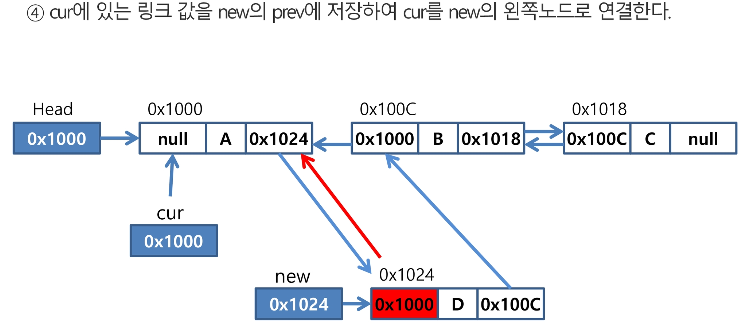 ④ cur에 있는 링크 값을 new의 prev에 저장하여 cur를 new의 왼쪽노드로 연결한다.
Head 0x1000 0x100C 0x1018
0x1000 null A 0x1024 0x1000 B 0x1018 0x100C C null
cur
0x1000
new 0x1024
0x1024 0x1000 D 0x100C